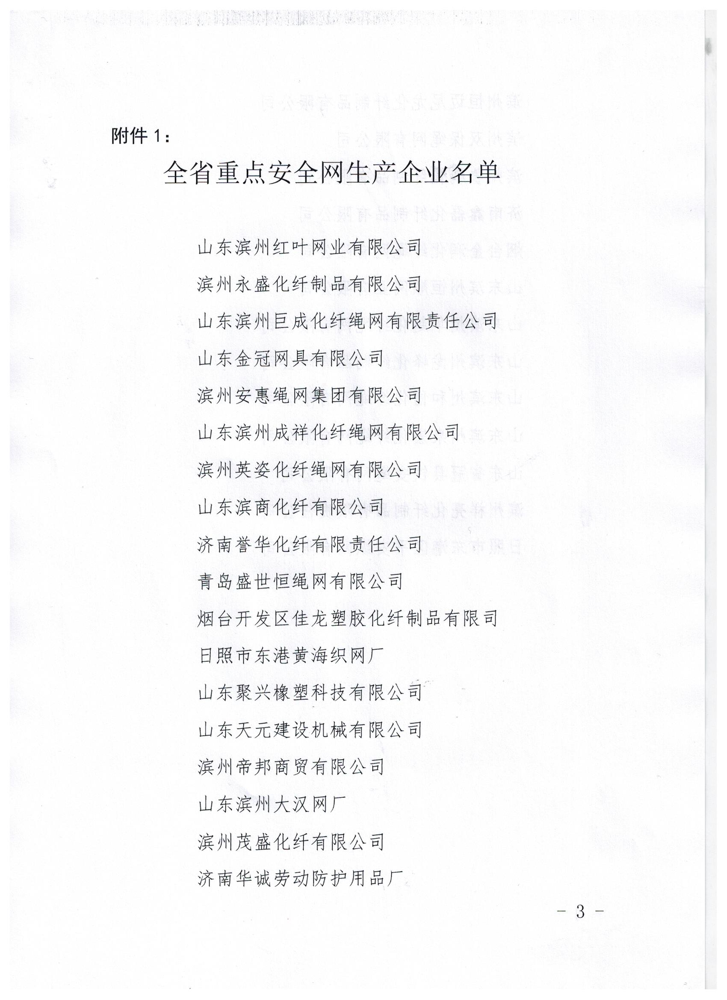 附件1：
全省重点安全网生产企业名单
山东滨州红叶网业有限公司
滨州永盛化纤制品有限公司
山东滨州巨成化纤绳网有限责任公司
山东金冠网具有限公司
滨州安惠绳网集团有限公司
山东滨州成祥化纤绳网有限公司
滨州英姿化纤绳网有限公司
山东滨商化纤有限公司
济南誉华化纤有限责任公司
青岛盛世恒绳网有限公司
烟台开发区佳龙塑胶化纤制品有限司
日照市东港黄海织网厂
山东聚兴橡塑科技有限公司
山东天元建设机械有限公司
滨州帝邦商贸有限公司
山东滨州大汉网厂
滨州茂盛化纤有限公司
济南华诚劳动防护用品厂
- 3 -